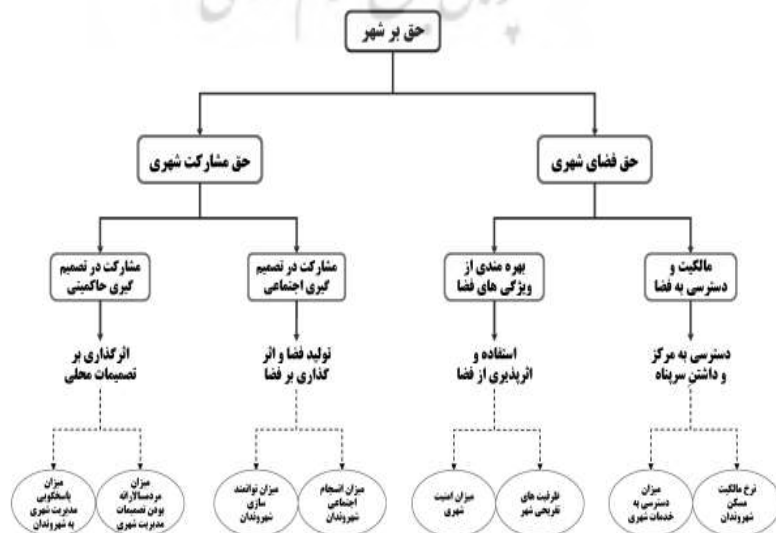 حق بر شهر
حق فضای شهری
حق مشارکت شهری
مالکیت و
دسترسی به فضا
بهره مندی از
ویژگی های فضا
مشارکت در تصمیم
گیری اجتماعی
مشارکت در تصمیم
گیری حاکمیتی
دسترسی به مرکز
و داشتن سرپناه
استفاده و
اثرپذیری از فضا
تولید فضا و اثر
گذاری بر فضا
اثرگذاری بر
تصمیمات محلی
نرخ مالکیت
مسکن
شهروندان
میزان
دسترسی به
خدمات شهری
ظرفیت های
تفریحی شهر
میزان امنیت
شهری
میزان انسجام
اجتماعی
شهروندان
میزان توانمند
سازی
شهروندان
میزان
مردمسالارانه
بودن تصمیمات
مدیریت شهری
میزان
پاسخگویی
مدیریت شهری
به شهروندان